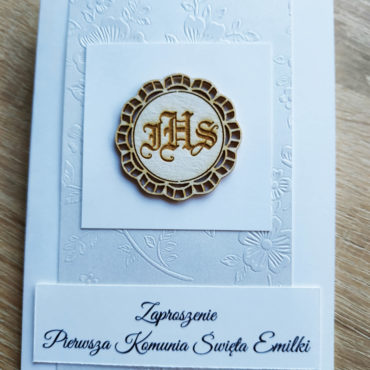 IHS
Zaproszenie
Pierwsza Komunia Święta Emilki